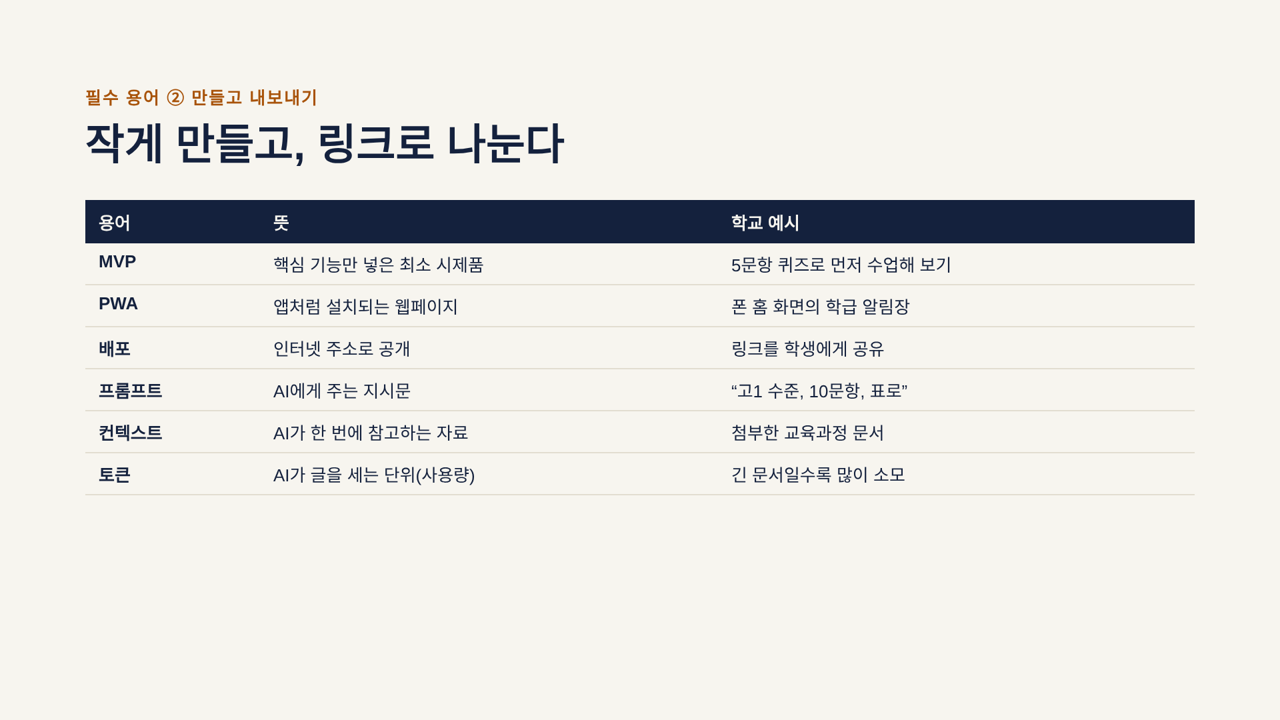 필수 용어 ② 만들고 내보내기
작게 만들고, 링크로 나눈다
용어 뜻 학교 예시
MVP 핵심 기능만 넣은 최소 시제품 5문항 퀴즈로 먼저 수업해 보기
PWA 앱처럼 설치되는 웹페이지 폰 홈 화면의 학급 알림장
배포 인터넷 주소로 공개 링크를 학생에게 공유
프롬프트 AI에게 주는 지시문 “고1 수준, 10문항, 표로”
컨텍스트 AI가 한 번에 참고하는 자료 첨부한 교육과정 문서
토큰 AI가 글을 세는 단위(사용량) 긴 문서일수록 많이 소모